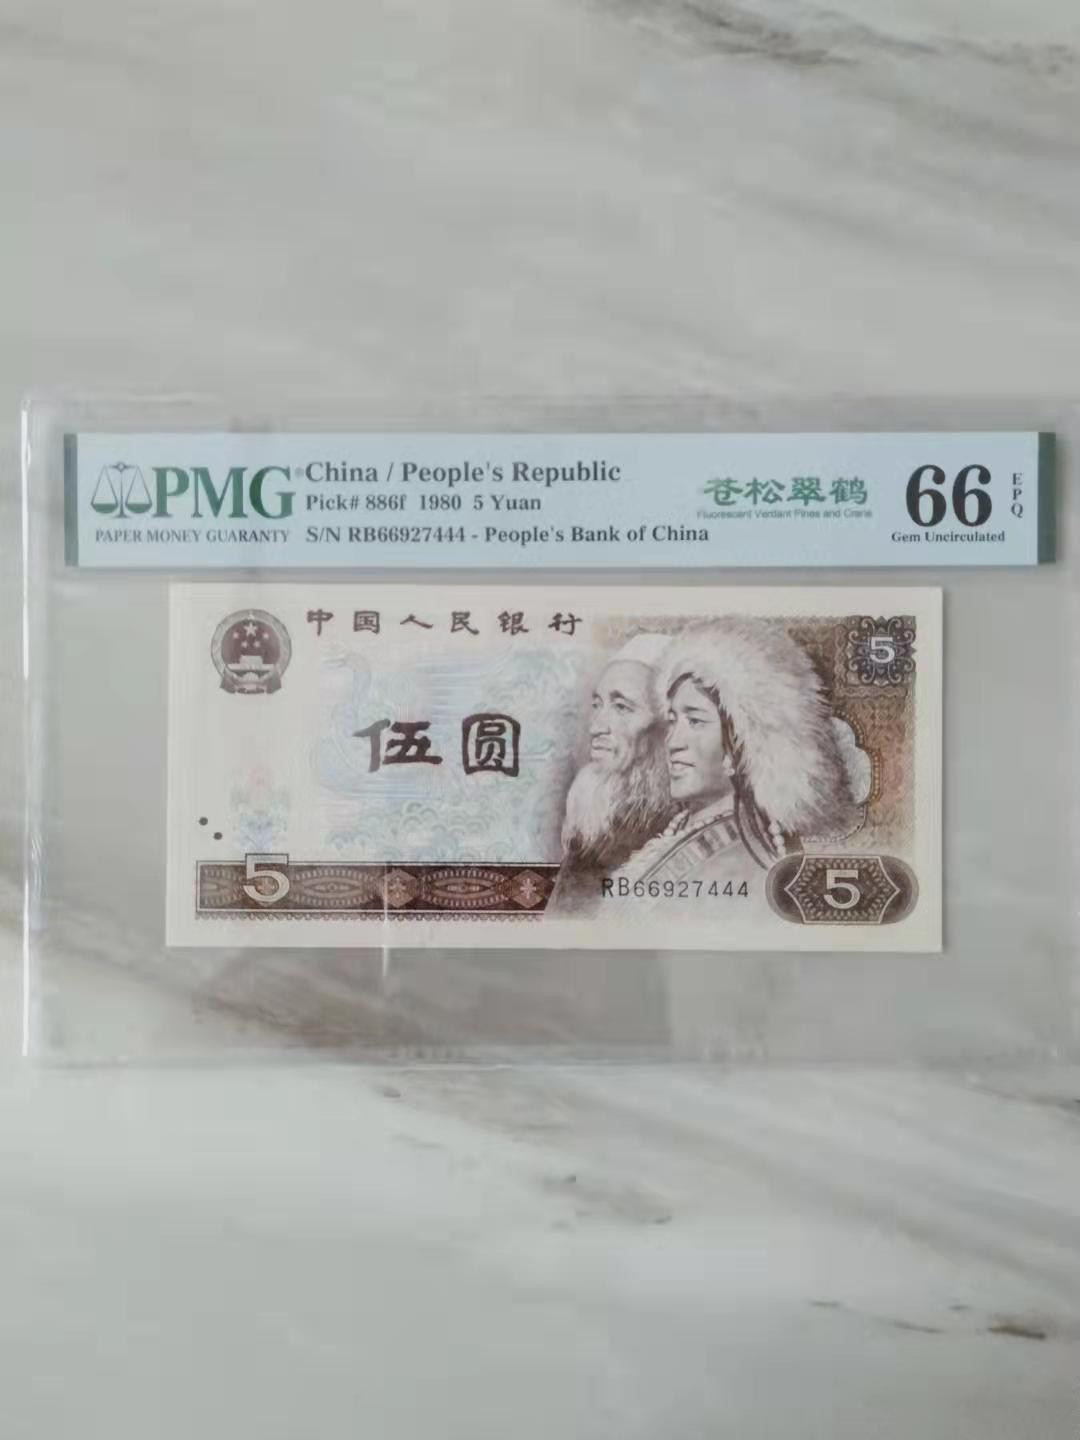 PMG®
PAPER MONEY GUARANTY
China / People's Republic
Pick# 886f 1980 5 Yuan
S/N RB66927444 - People's Bank of China
苍松翠鹤
Fluorescent Verdant Pines and Crane
66
EPQ
Gem Uncirculated
中国人民银行
5
伍圆
5
RB66927444
5